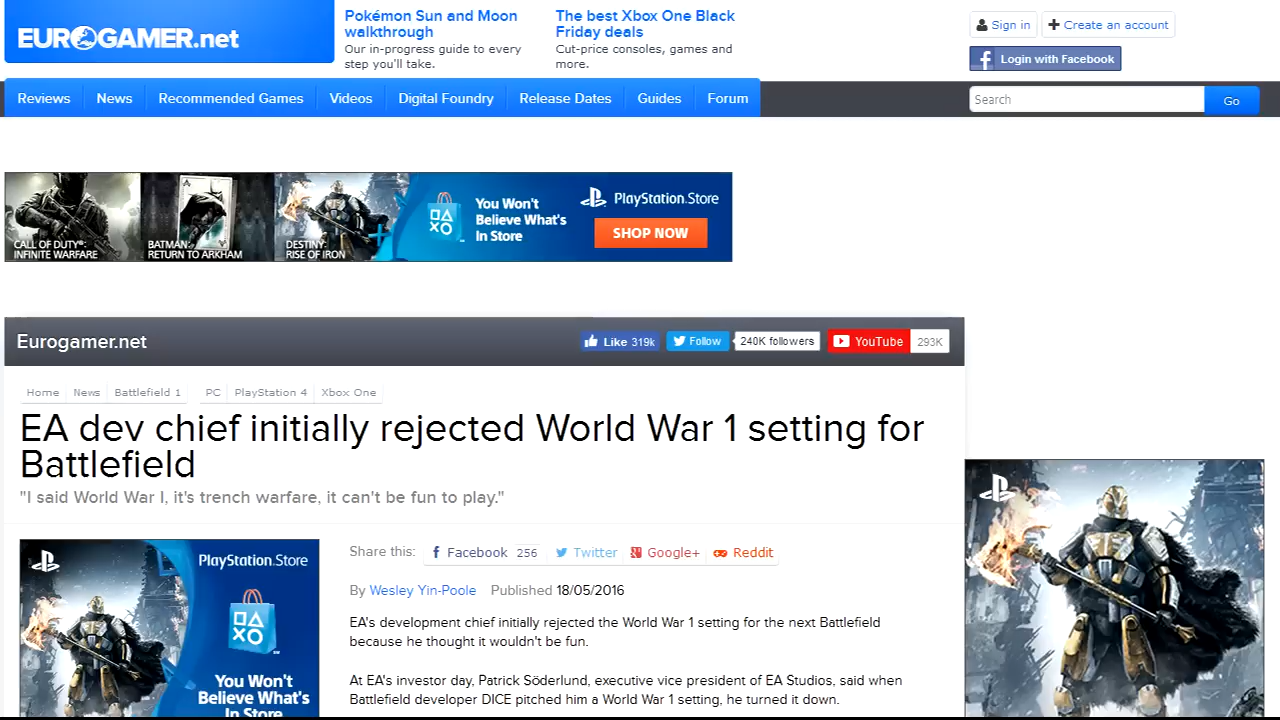 EUROGAMER.net
Pokémon Sun and Moon
walkthrough
Our in-progress guide to every
step you'll take.
The best Xbox One Black
Friday deals
Cut-price consoles, games and
more.
Sign in
Create an account
Login with Facebook
Reviews
News
Recommended Games
Videos
Digital Foundry
Release Dates
Guides
Forum
Search
Go
CALL OF DUTY®:
INFINITE WARFARE
BATMAN:
RETURN TO ARKHAM
DESTINY:
RISE OF IRON
You Won't
Believe What's
In Store
PlayStation.Store
SHOP NOW
Eurogamer.net
Like 319k
Follow
240K followers
YouTube
293K
Home
News
Battlefield 1
PC
PlayStation 4
Xbox One
EA dev chief initially rejected World War 1 setting for
Battlefield
"I said World War I, it's trench warfare, it can't be fun to play."
PlayStation.Store
You Won't
Believe What's
In Store
Share this:
Facebook 256
Twitter
Google+
Reddit
By Wesley Yin-Poole Published 18/05/2016
EA's development chief initially rejected the World War 1 setting for the next Battlefield
because he thought it wouldn't be fun.
At EA's investor day, Patrick Söderlund, executive vice president of EA Studios, said when
Battlefield developer DICE pitched him a World War 1 setting, he turned it down.